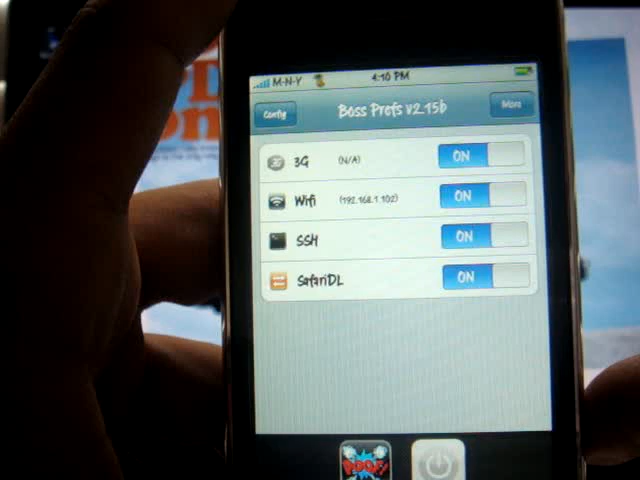 M-N-Y 4:10 PM
Config Boss Prefs v2.15b More
3G (N/A) ON
Wifi (192.168.1.102) ON
SSH ON
SafariDL ON
POOF!